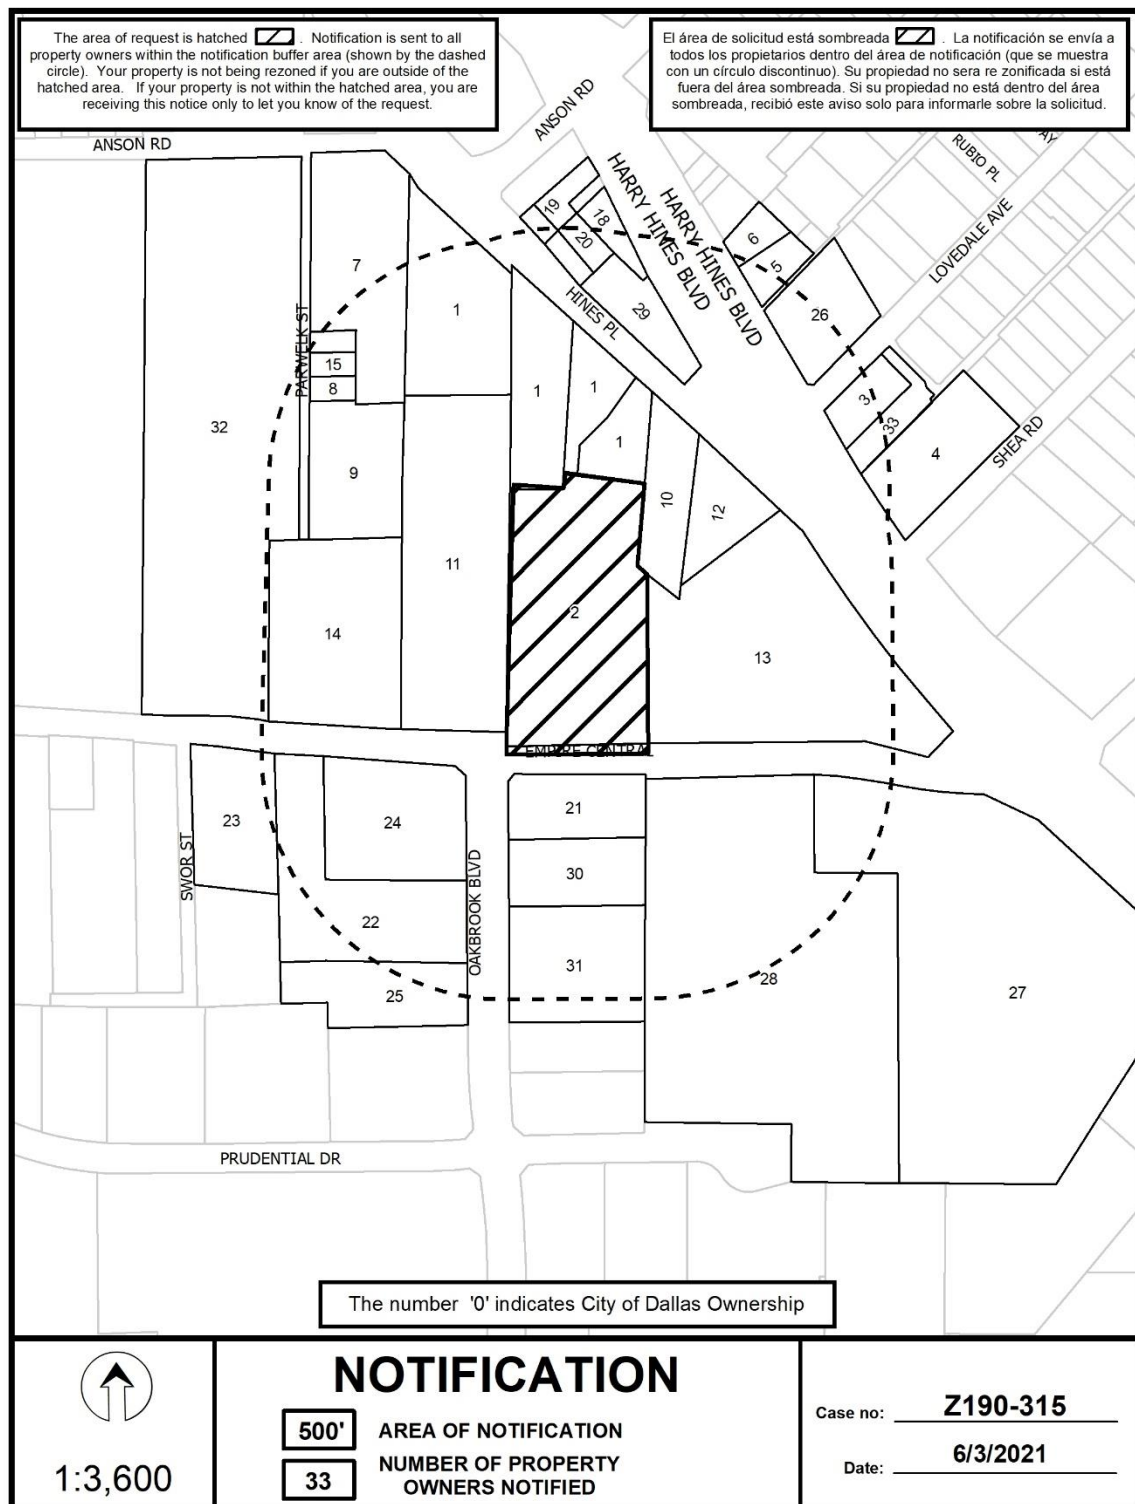 The area of request is hatched . Notification is sent to all
property owners within the notification buffer area (shown by the dashed
circle). Your property is not being rezoned if you are outside of the
hatched area. If your property is not within the hatched area, you are
receiving this notice only to let you know of the request.
El área de solicitud está sombreada . La notificación se envía a
todos los propietarios dentro del área de notificación (que se muestra
con un círculo discontinuo). Su propiedad no sera re zonificada si está
fuera del área sombreada. Si su propiedad no está dentro del área
sombreada, recibió este aviso solo para informarle sobre la solicitud.
ANSON RD
ANSON RD
RUBIO PL
LOVEDALE AVE
HARRY HINES BLVD
HARRY HINES BLVD
HINES PL
PARWELK ST
SHEA RD
19
18
20
6
5
7
1
29
26
15
8
1
1
3
33
32
1
4
9
10
12
11
2
14
13
EMPIRE CENTRAL
21
23
24
SWOR ST
OAKBROOK BLVD
30
22
31
28
25
27
PRUDENTIAL DR
The number '0' indicates City of Dallas Ownership
1:3,600
NOTIFICATION
500' AREA OF NOTIFICATION
33 NUMBER OF PROPERTY
OWNERS NOTIFIED
Case no: Z190-315
Date: 6/3/2021